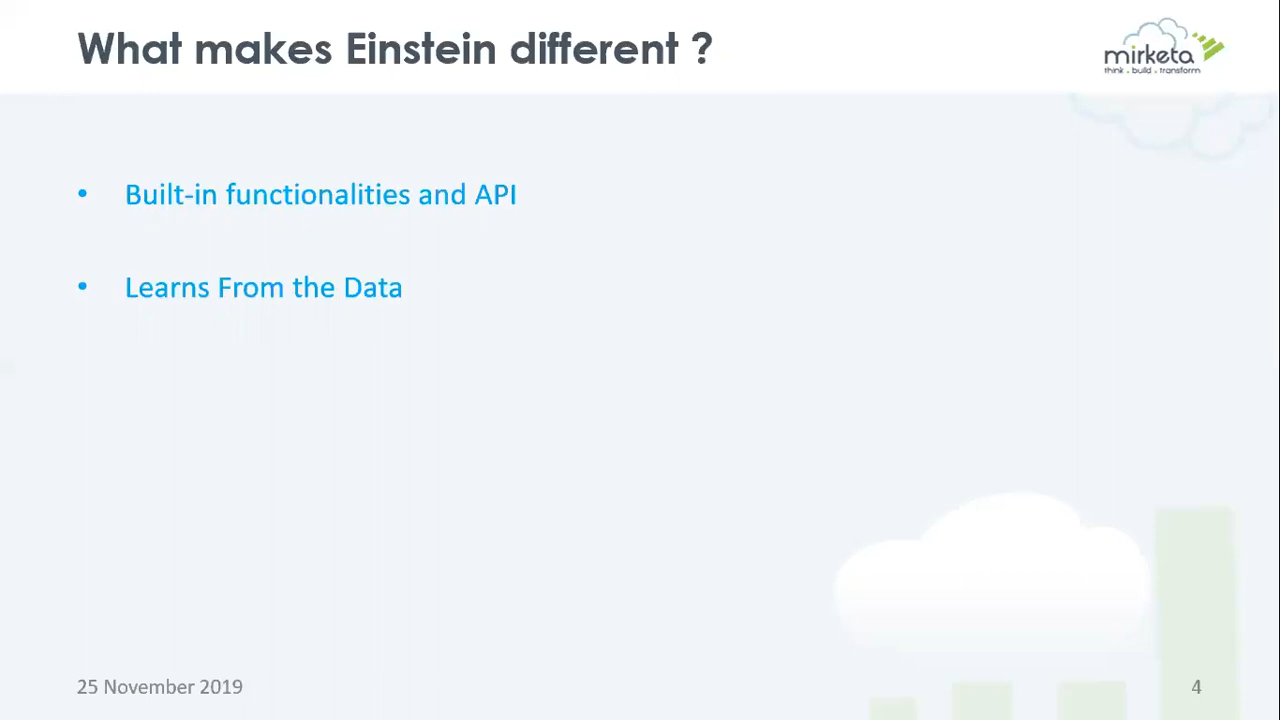 What makes Einstein different ?
mirketa
think . build . transform
• Built-in functionalities and API
• Learns From the Data
25 November 2019
4